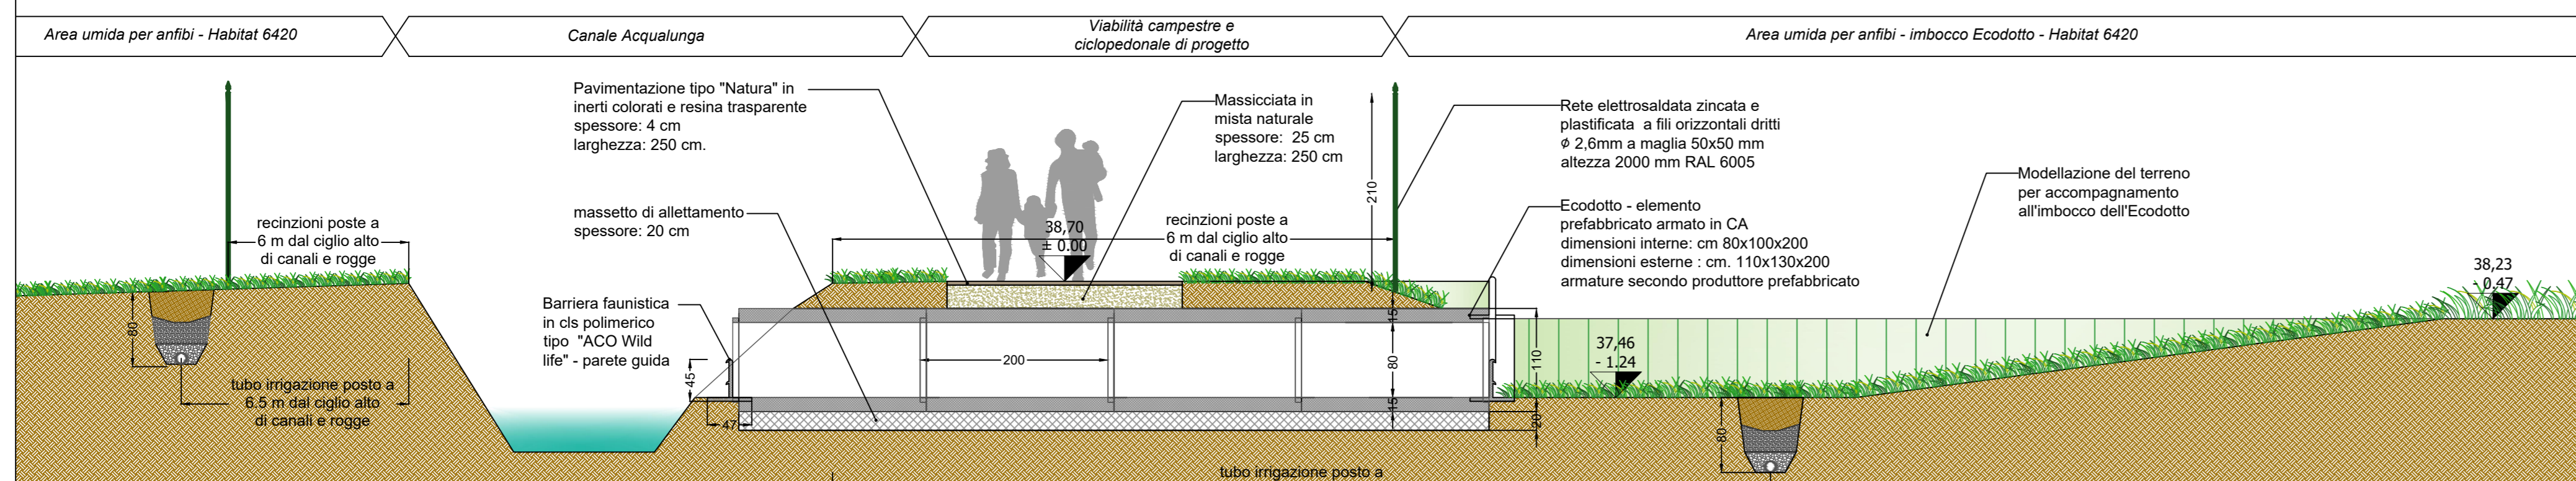 Area umida per anfibi - Habitat 6420
Canale Acqualunga
Viabilità campestre e
ciclopedonale di progetto
Area umida per anfibi - imbocco Ecodotto - Habitat 6420
Pavimentazione tipo "Natura" in
inerti colorati e resina trasparente
spessore: 4 cm
larghezza: 250 cm.
Massicciata in
mista naturale
spessore: 25 cm
larghezza: 250 cm
Rete elettrosaldata zincata e
plastificata a fili orizzontali dritti
ϕ 2,6mm a maglia 50x50 mm
altezza 2000 mm RAL 6005
Modellazione del terreno
per accompagnamento
all'imbocco dell'Ecodotto
210
massetto di allettamento
spessore: 20 cm
Ecodotto - elemento
prefabbricato armato in CA
dimensioni interne: cm 80x100x200
dimensioni esterne : cm. 110x130x200
armature secondo produttore prefabbricato
recinzioni poste a
6 m dal ciglio alto
di canali e rogge
38,70
± 0.00
recinzioni poste a
6 m dal ciglio alto
di canali e rogge
38,23
- 0.47
Barriera faunistica
in cls polimerico
tipo "ACO Wild
life" - parete guida
80
15
200
80
110
37,46
- 1.24
45
tubo irrigazione posto a
6.5 m dal ciglio alto
di canali e rogge
47
15
20
80
tubo irrigazione posto a